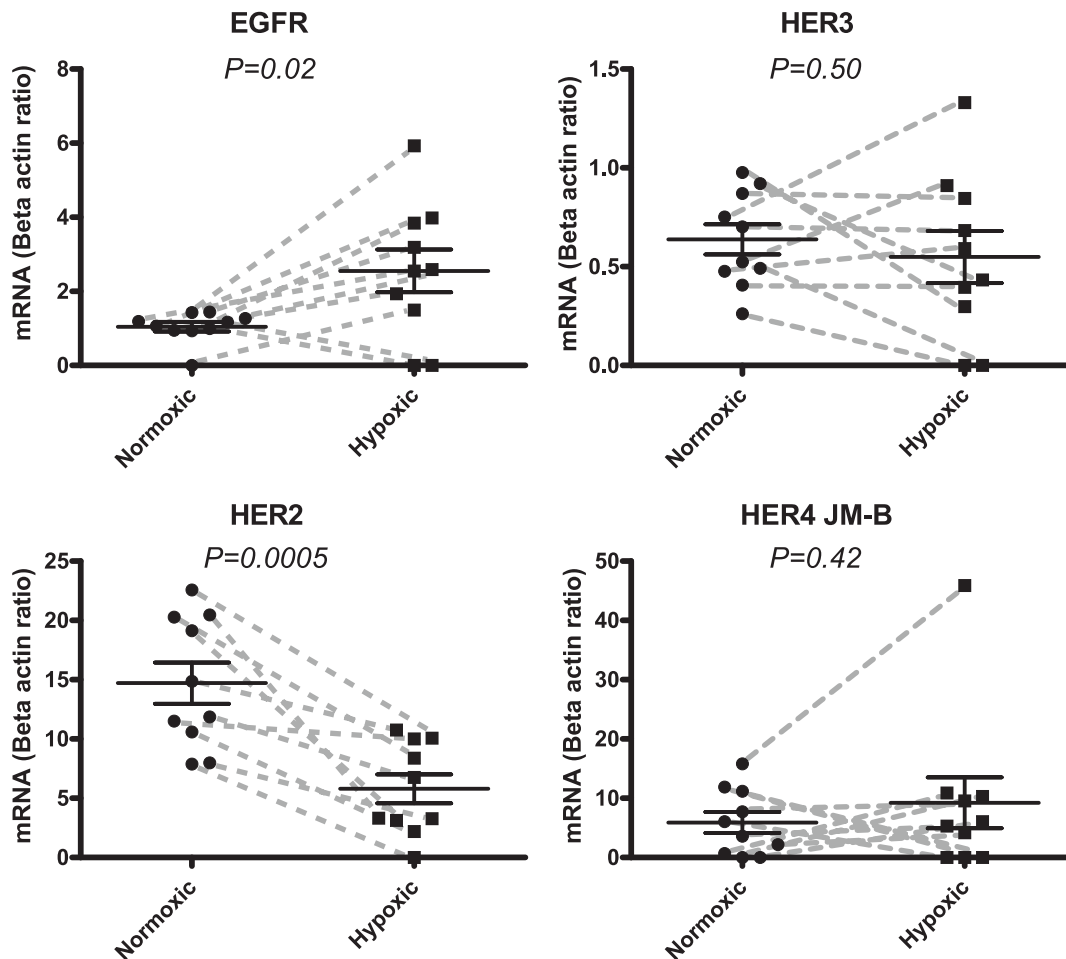 EGFR
P=0.02
mRNA (Beta actin ratio)
8
6
4
2
0
Normoxic
Hypoxic
HER3
P=0.50
mRNA (Beta actin ratio)
1.5
1.0
0.5
0.0
Normoxic
Hypoxic
HER2
P=0.0005
mRNA (Beta actin ratio)
25
20
15
10
5
0
Normoxic
Hypoxic
HER4 JM-B
P=0.42
mRNA (Beta actin ratio)
50
40
30
20
10
0
Normoxic
Hypoxic